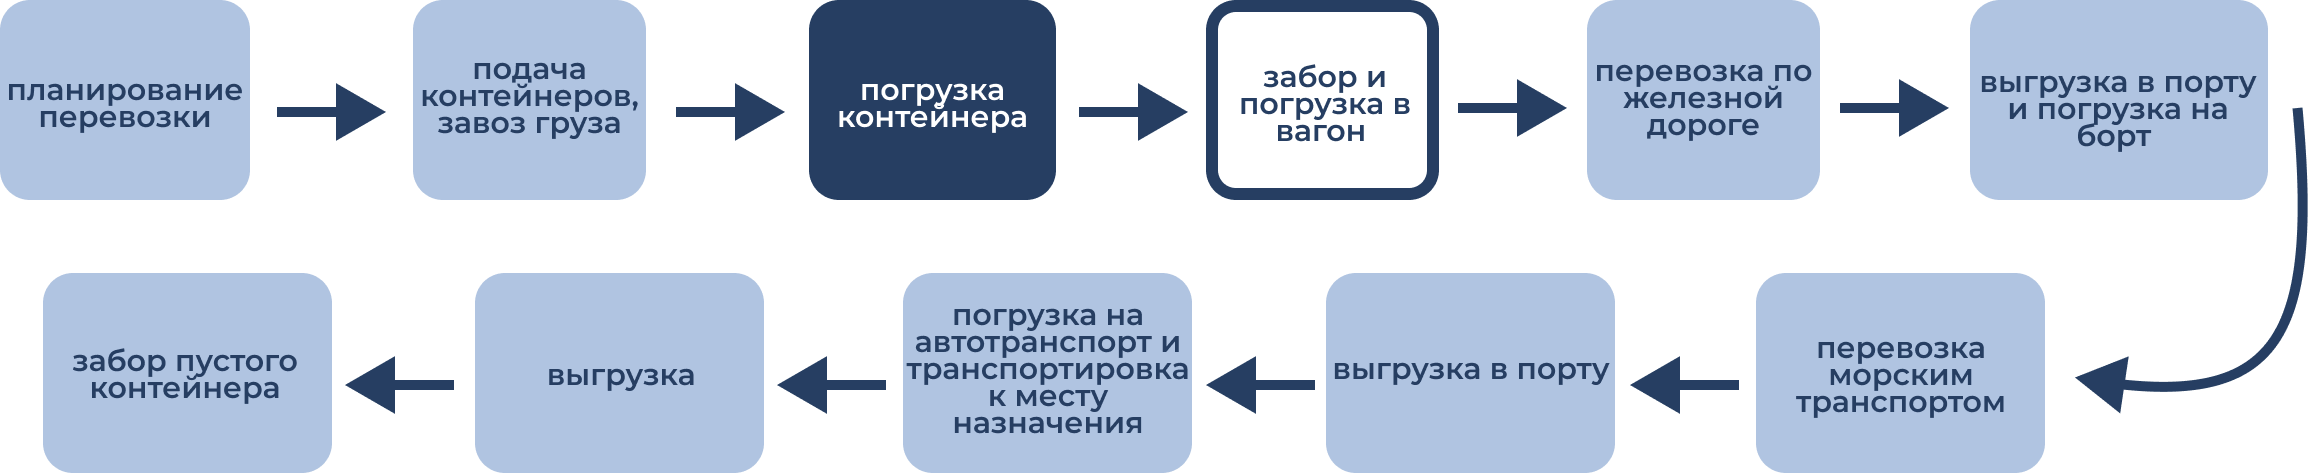 планирование
перевозки
подача
контейнеров,
завоз груза
погрузка
контейнера
забор и
погрузка в
вагон
перевозка по
железной
дороге
выгрузка в порту
и погрузка на
борт
перевозка
морским
транспортом
выгрузка в порту
погрузка на
автотранспорт и
транспортировка
к месту
назначения
выгрузка
забор пустого
контейнера